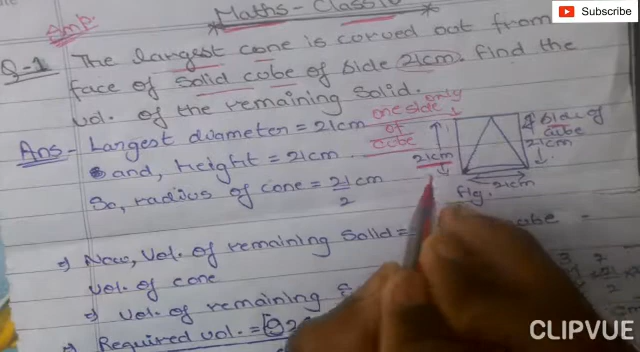 Subscribe
Imp. * Maths - Class 10 *
Q-1 The largest cone is carved out from
face of solid cube of side 21cm. find the
vol. of the remaining solid.
Ans - Largest diameter = 21cm
and, height = 21cm.
So, radius of cone = 21/2 cm
one side only
of
cube
21cm
side of
cube
21cm
fig. 21cm
⇒ Now, vol. of remaining solid =
vol. of cone
⇒ vol. of remaining
⇒ Required vol. =
CLIPVUE